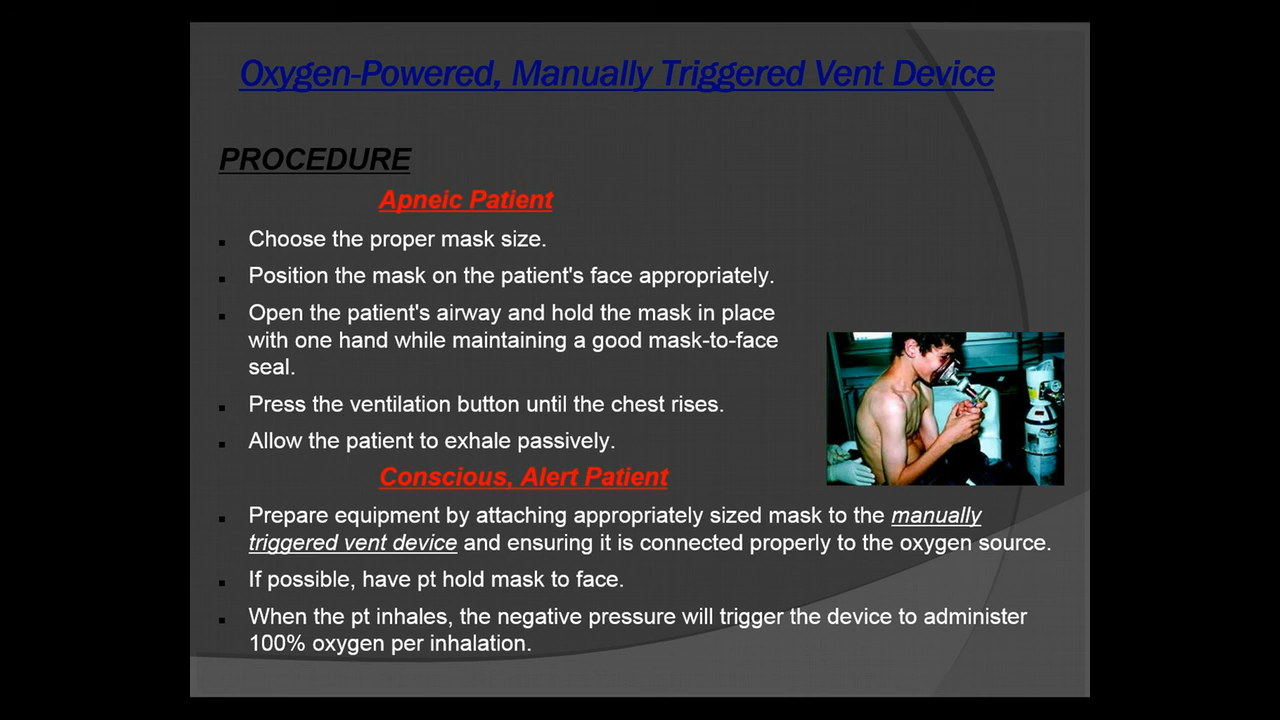 Oxygen-Powered, Manually Triggered Vent Device
PROCEDURE
Apneic Patient
Choose the proper mask size.
Position the mask on the patient's face appropriately.
Open the patient's airway and hold the mask in place
with one hand while maintaining a good mask-to-face
seal.
Press the ventilation button until the chest rises.
Allow the patient to exhale passively.
Conscious, Alert Patient
Prepare equipment by attaching appropriately sized mask to the manually
triggered vent device and ensuring it is connected properly to the oxygen source.
If possible, have pt hold mask to face.
When the pt inhales, the negative pressure will trigger the device to administer
100% oxygen per inhalation.